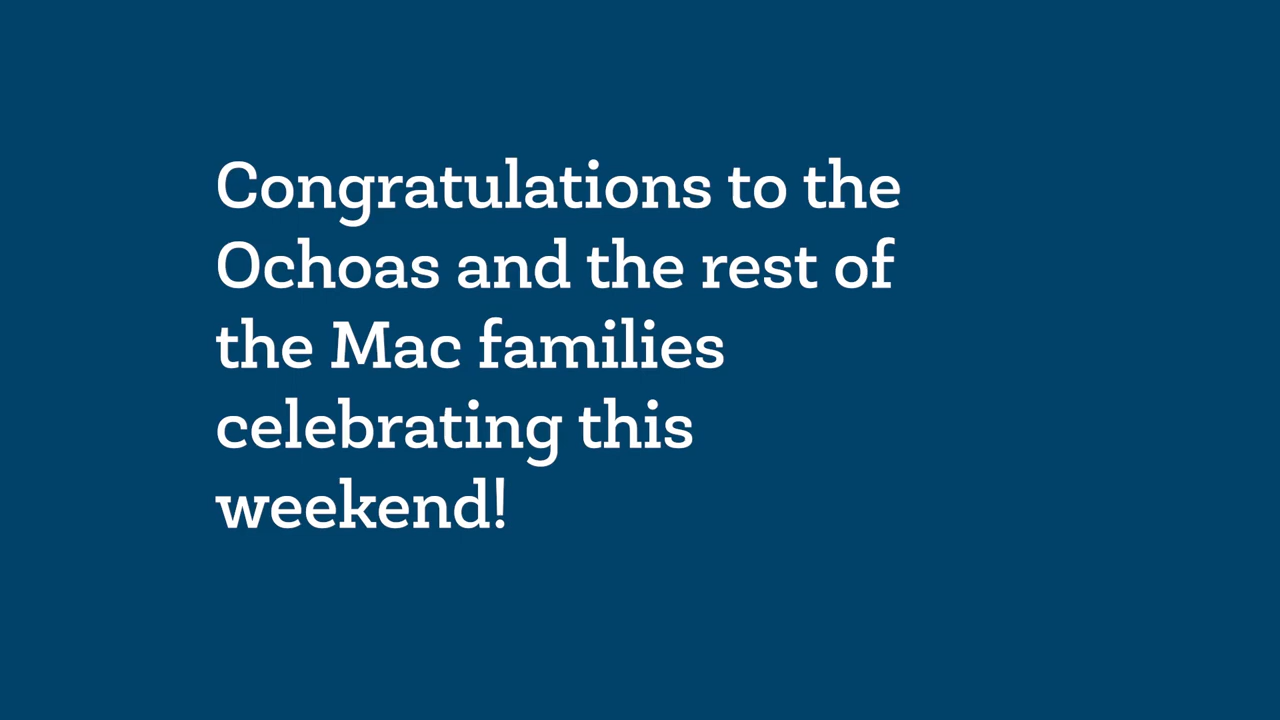 Congratulations to the
Ochoas and the rest of
the Mac families
celebrating this
weekend!